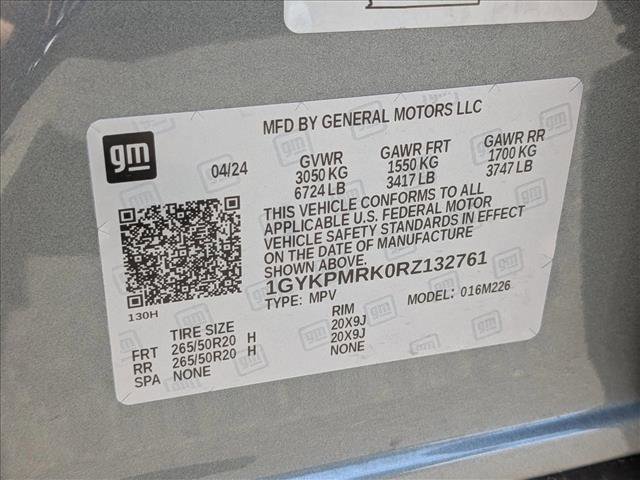 MFD BY GENERAL MOTORS LLC
gm
04/24 GVWR GAWR FRT GAWR RR
3050 KG 1550 KG 1700 KG
6724 LB 3417 LB 3747 LB
THIS VEHICLE CONFORMS TO ALL
APPLICABLE U.S. FEDERAL MOTOR
VEHICLE SAFETY STANDARDS IN EFFECT
ON THE DATE OF MANUFACTURE
SHOWN ABOVE.
1GYKPMRK0RZ132761
TYPE: MPV MODEL: 016M226
130H
TIRE SIZE RIM
FRT 265/50R20 H 20X9J
RR 265/50R20 H 20X9J
SPA NONE NONE